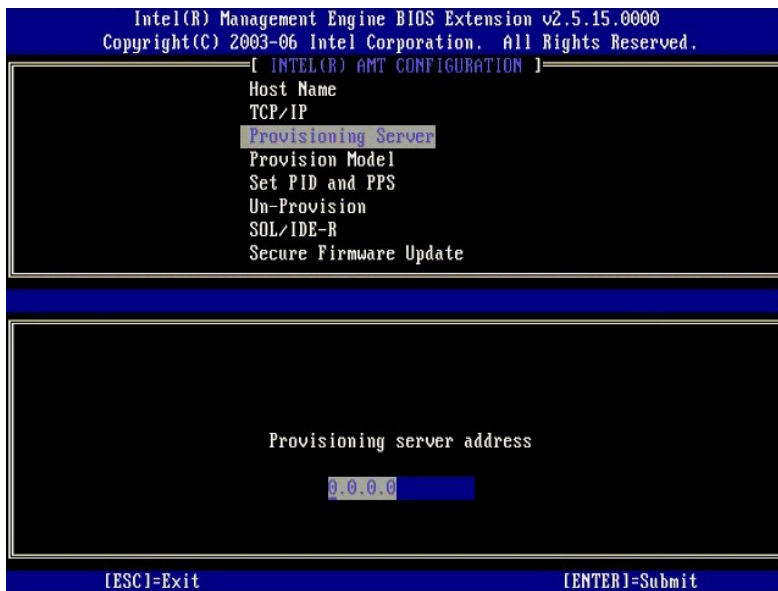 Intel(R) Management Engine BIOS Extension v2.5.15.0000
Copyright(C) 2003-06 Intel Corporation. All Rights Reserved.
[ INTEL(R) AMT CONFIGURATION ]
Host Name
TCP/IP
Provisioning Server
Provision Model
Set PID and PPS
Un-Provision
SOL/IDE-R
Secure Firmware Update
Provisioning server address
0.0.0.0
[ESC]=Exit [ENTER]=Submit